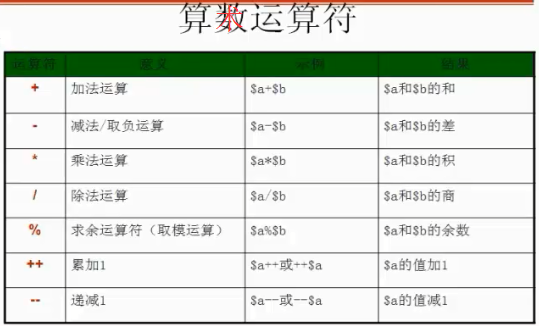 算数运算符
运算符 意义 示例 结果
+ 加法运算 $a+$b $a和$b的和
- 减法/取负运算 $a-$b $a和$b的差
* 乘法运算 $a*$b $a和$b的积
/ 除法运算 $a/$b $a和$b的商
% 求余运算符（取模运算） $a%$b $a和$b的余数
++ 累加1 $a++或++$a $a的值加1
-- 递减1 $a--或--$a $a的值减1